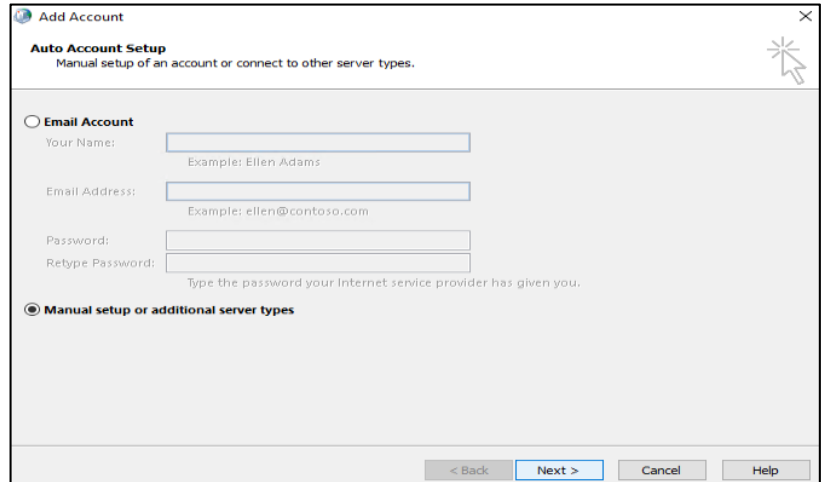 Add Account
Auto Account Setup
Manual setup of an account or connect to other server types.
Email Account
Your Name:
Example: Ellen Adams
Email Address:
Example: ellen@contoso.com
Password:
Retype Password:
Type the password your Internet service provider has given you.
Manual setup or additional server types
< Back Next > Cancel Help